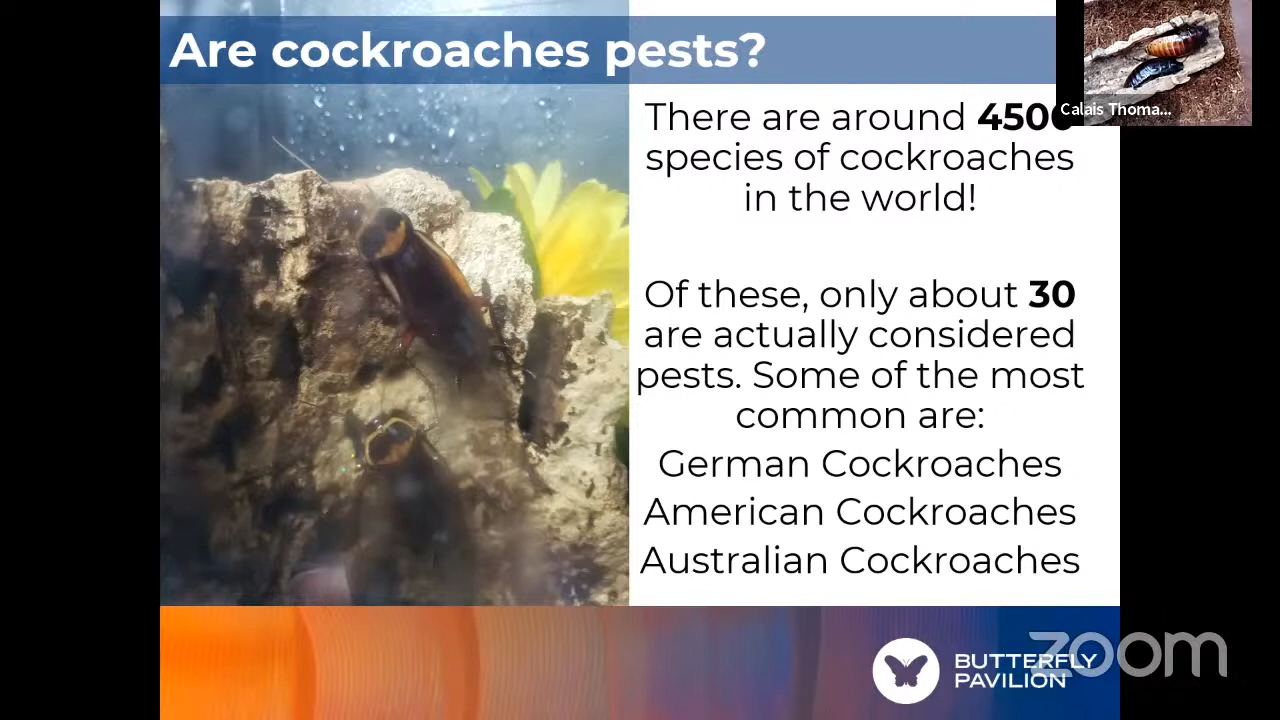 Are cockroaches pests?
Calais Thoma...
There are around 4500
species of cockroaches
in the world!
Of these, only about 30
are actually considered
pests. Some of the most
common are:
German Cockroaches
American Cockroaches
Australian Cockroaches
BUTTERFLY
PAVILION
zoom